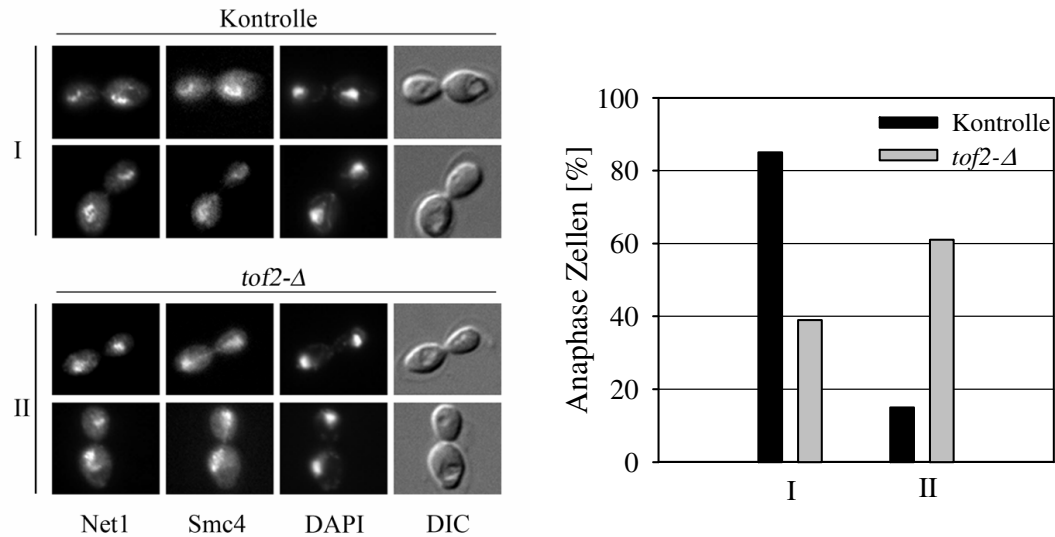 Kontrolle
I
tof2-Δ
II
Net1 Smc4 DAPI DIC
100
80
60
40
20
0
Anaphase Zellen [%]
Kontrolle
tof2-Δ
I II